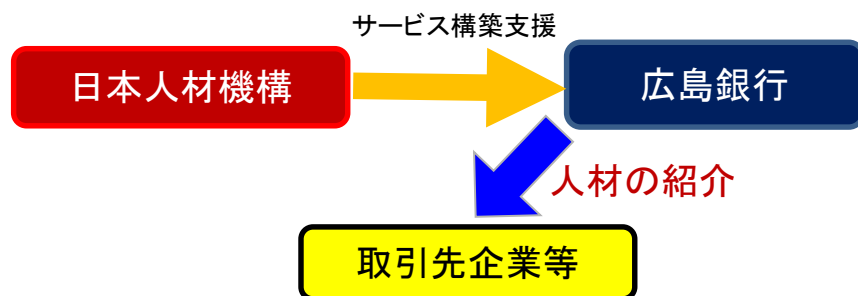 サービス構築支援
日本人材機構
広島銀行
人材の紹介
取引先企業等